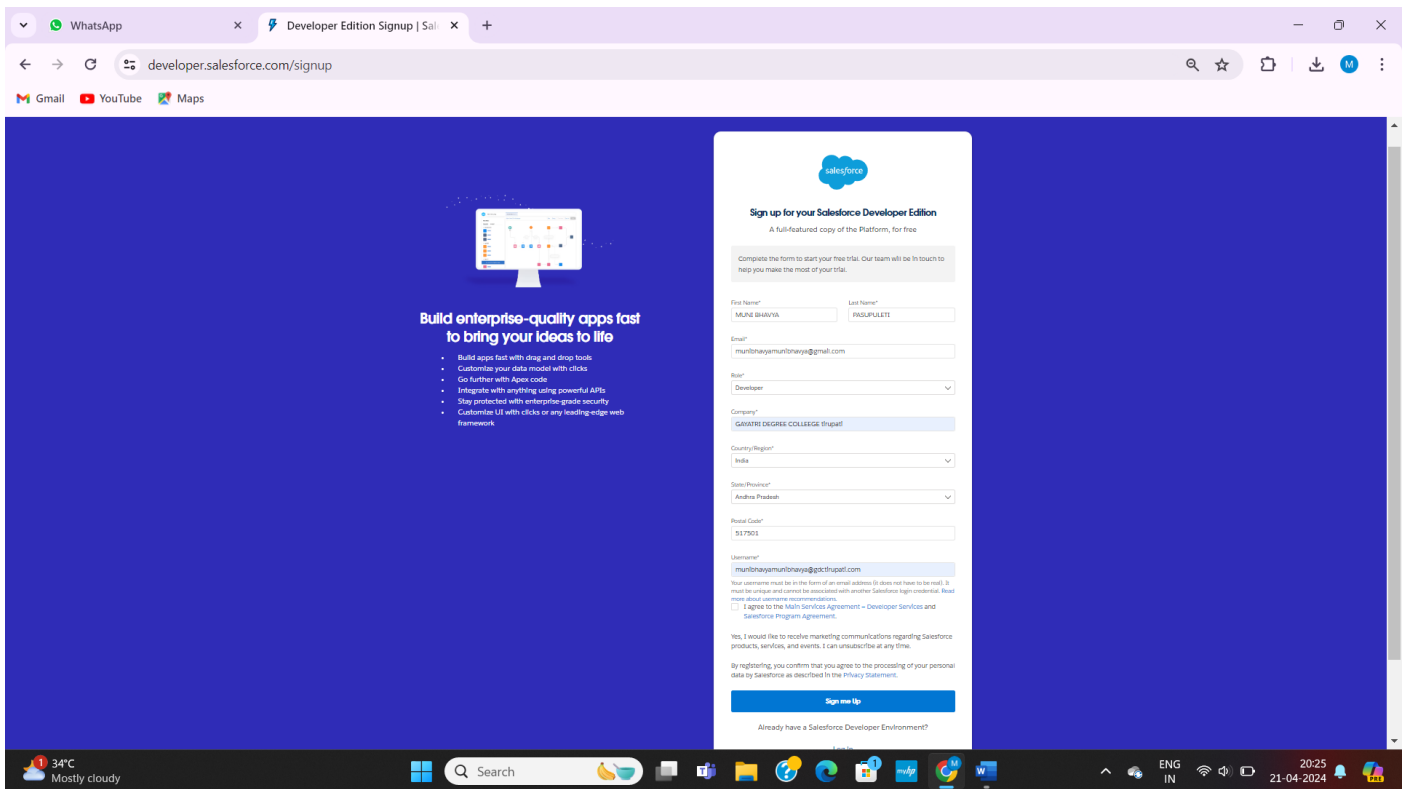 WhatsApp
Developer Edition Signup | Sal
developer.salesforce.com/signup
M
Gmail
YouTube
Maps
Build enterprise-quality apps fast
to bring your ideas to life
Build apps fast with drag and drop tools
Customize your data model with clicks
Go further with Apex code
Integrate with anything using powerful APIs
Stay protected with enterprise-grade security
Customize UI with clicks or any leading-edge web
framework
salesforce
Sign up for your Salesforce Developer Edition
A full-featured copy of the Platform, for free
Complete the form to start your free trial. Our team will be in touch to
help you make the most of your trial.
First Name* Last Name*
MUNI BHAVYA PASUPULETI
Email*
munibhavyamunibhavya@gmail.com
Role*
Developer
Company*
GAYATRI DEGREE COLLEEGE tirupati
Country/Region*
India
State/Province*
Andhra Pradesh
Postal Code*
517501
Username*
munibhavyamunibhavya@gdctirupati.com
Your username must be in the form of an email address (it does not have to be real). It
must be unique and cannot be associated with another Salesforce login credential. Read
more about username recommendations.
I agree to the Main Services Agreement – Developer Services and
Salesforce Program Agreement.
Yes, I would like to receive marketing communications regarding Salesforce
products, services, and events. I can unsubscribe at any time.
By registering, you confirm that you agree to the processing of your personal
data by Salesforce as described in the Privacy Statement.
Sign me Up
Already have a Salesforce Developer Environment?
Log in
1
34°C
Mostly cloudy
Search
1
myhp
M
W
ENG
IN
20:25
21-04-2024
PRE